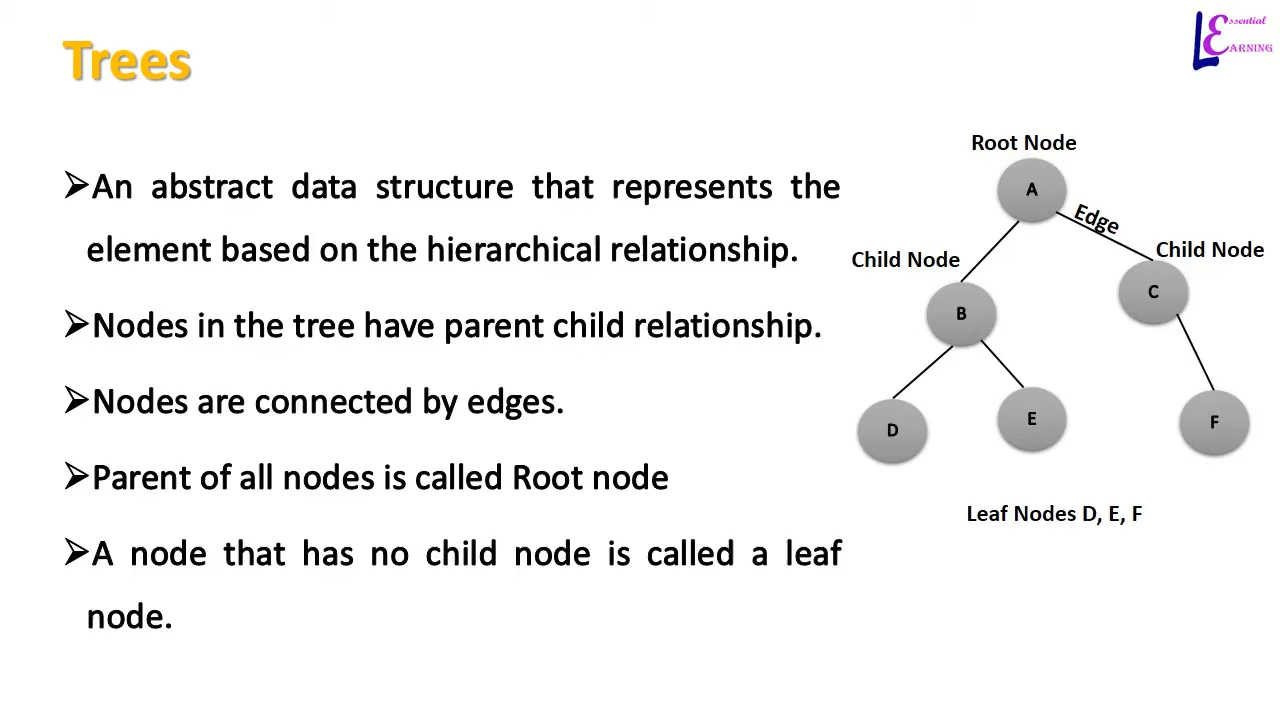 Trees
Essential
LEARNING
➢An abstract data structure that represents the
element based on the hierarchical relationship.
➢Nodes in the tree have parent child relationship.
➢Nodes are connected by edges.
➢Parent of all nodes is called Root node
➢A node that has no child node is called a leaf
node.
Root Node
A
Edge
Child Node
Child Node
B
C
D
E
F
Leaf Nodes D, E, F